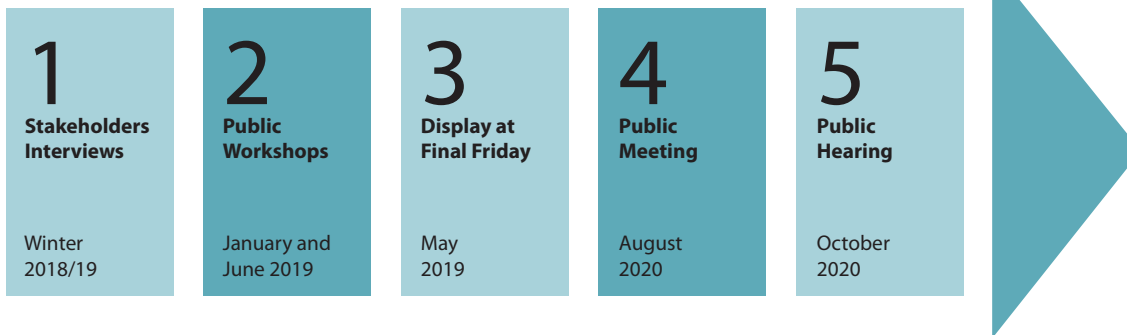 1
Stakeholders
Interviews
Winter
2018/19
2
Public
Workshops
January and
June 2019
3
Display at
Final Friday
May
2019
4
Public
Meeting
August
2020
5
Public
Hearing
October
2020